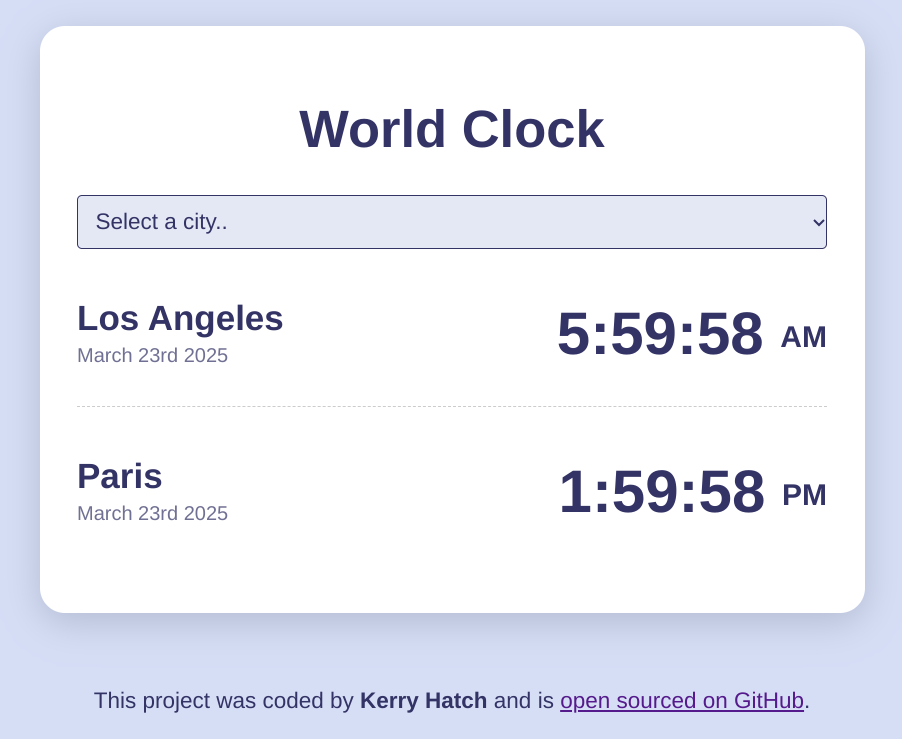 World Clock
Select a city..
Los Angeles
March 23rd 2025
5:59:58 AM
Paris
March 23rd 2025
1:59:58 PM
This project was coded by Kerry Hatch and is open sourced on GitHub.